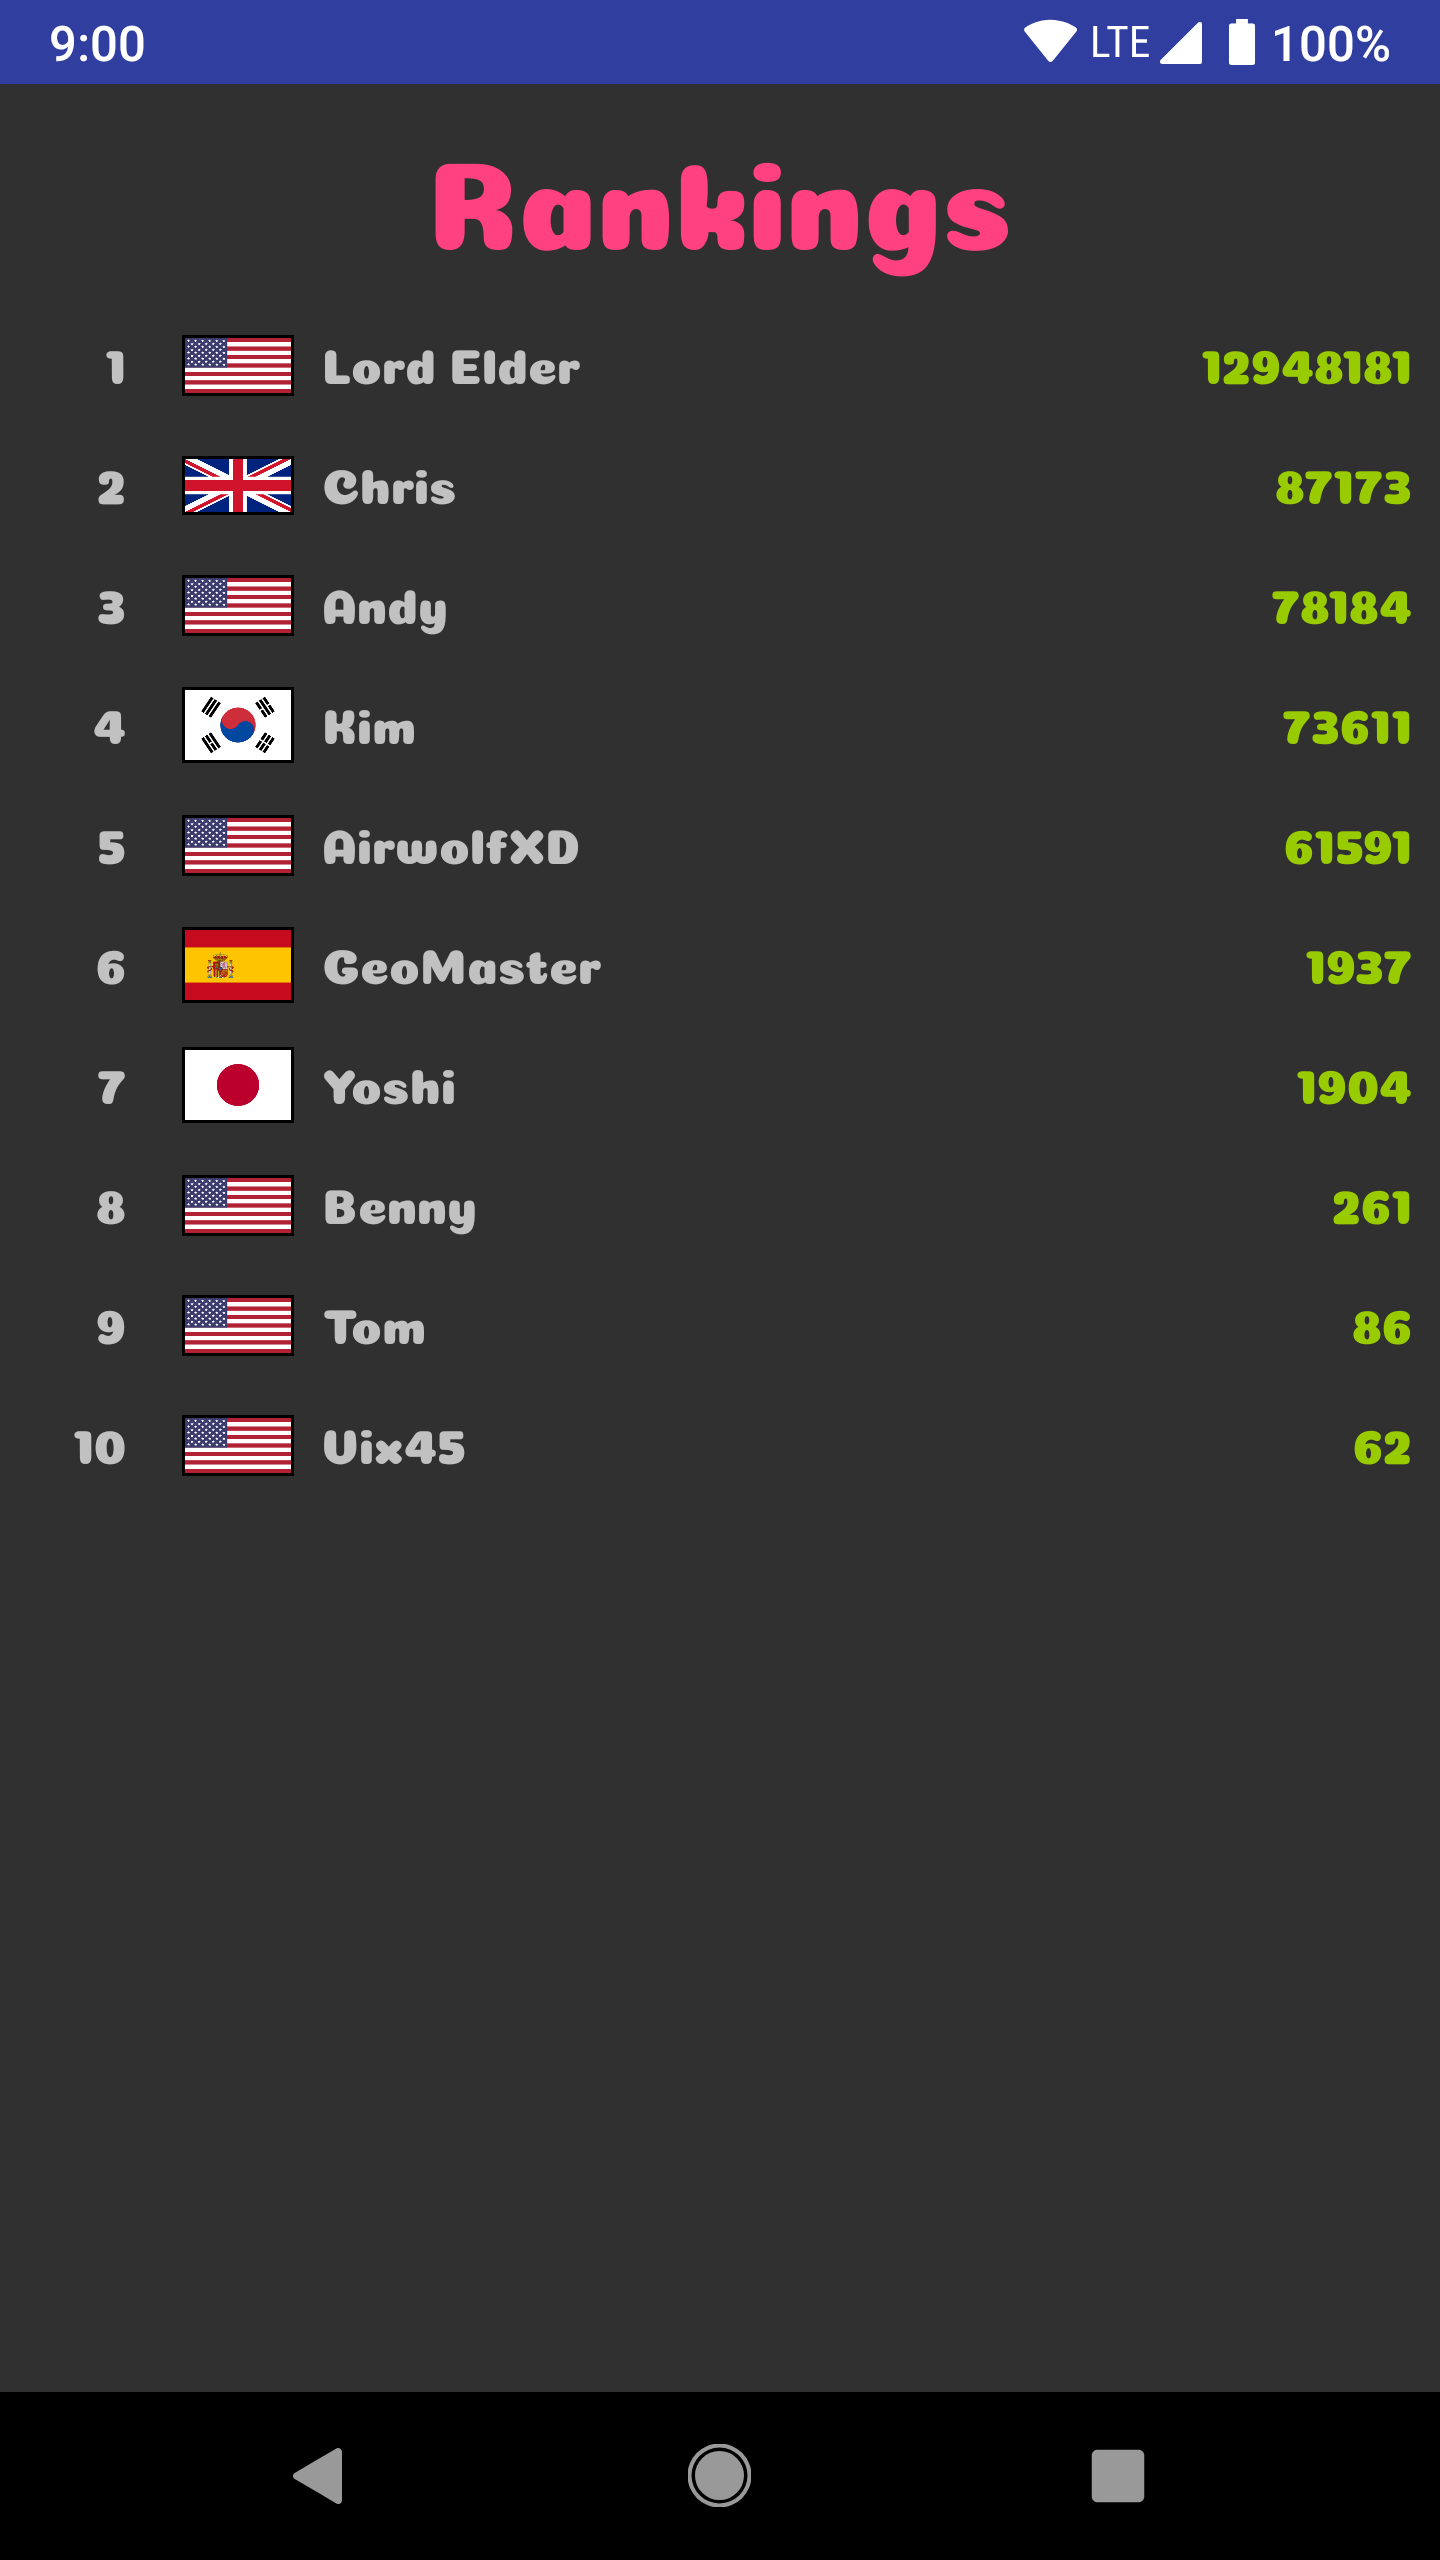 9:00 LTE 100%
Rankings
1 Lord Elder 12948181
2 Chris 87173
3 Andy 78184
4 Kim 73611
5 AirwolfXD 61591
6 GeoMaster 1937
7 Yoshi 1904
8 Benny 261
9 Tom 86
10 Uix45 62